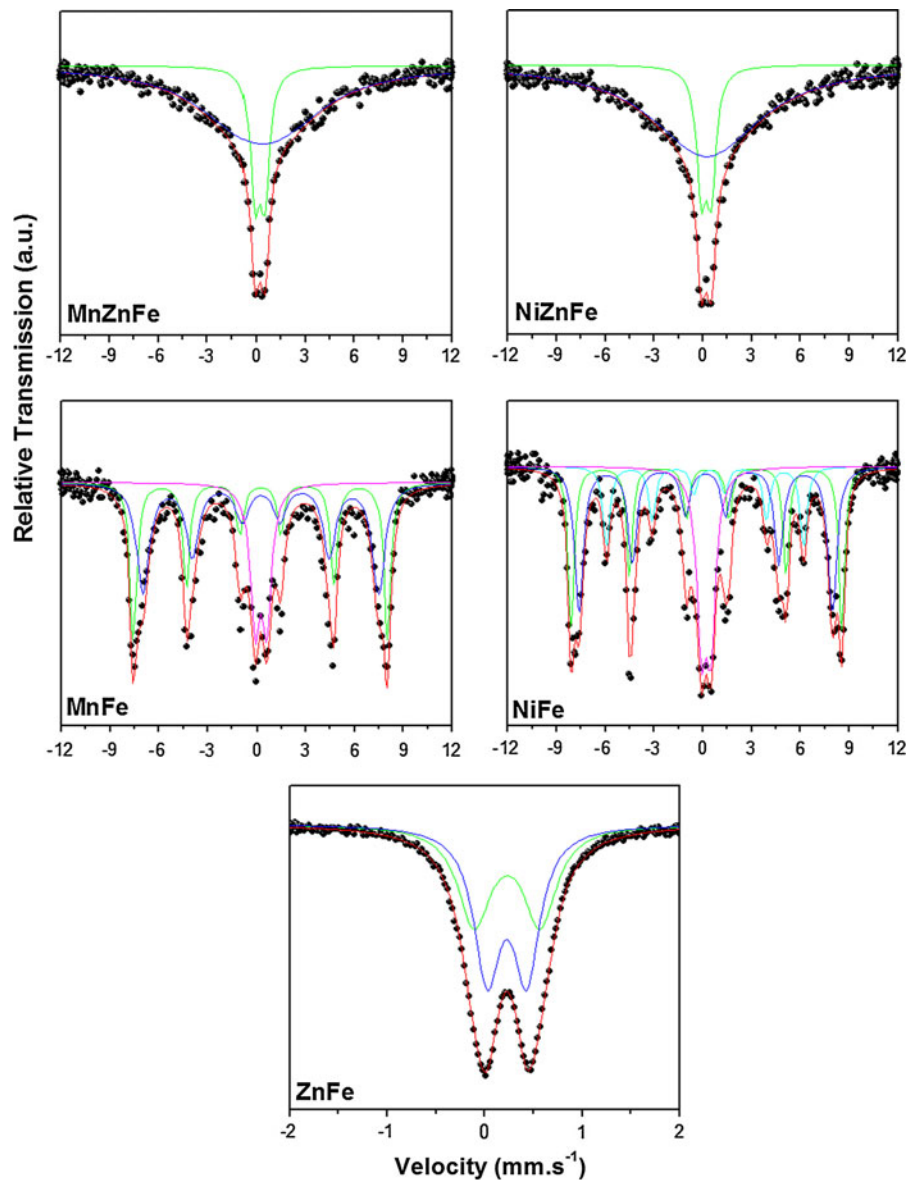 Relative Transmission (a.u.)
MnZnFe
-12 -9 -6 -3 0 3 6 9 12
NiZnFe
-12 -9 -6 -3 0 3 6 9 12
MnFe
-12 -9 -6 -3 0 3 6 9 12
NiFe
-12 -9 -6 -3 0 3 6 9 12
ZnFe
-2 -1 0 1 2
Velocity (mm.s⁻¹)